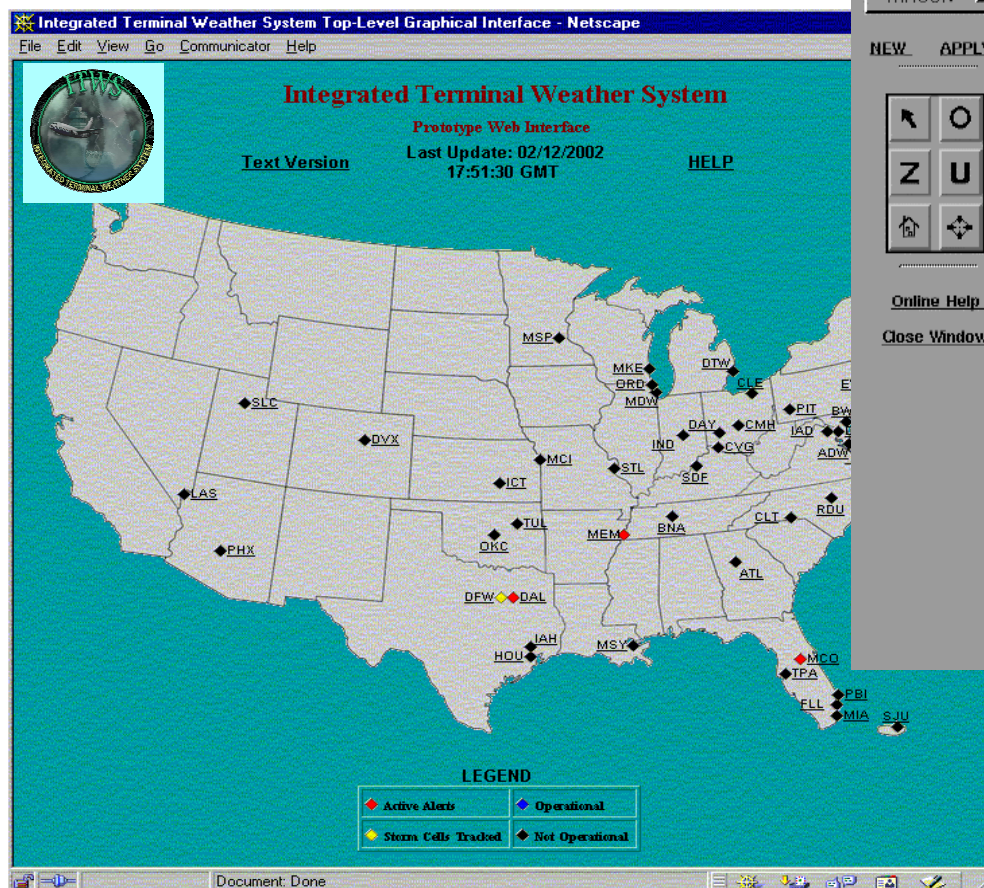 Integrated Terminal Weather System Top-Level Graphical Interface - Netscape
File Edit View Go Communicator Help
ITWS
INTEGRATED TERMINAL WEATHER SYSTEM
Integrated Terminal Weather System
Prototype Web Interface
Text Version
Last Update: 02/12/2002
17:51:30 GMT
HELP
NEW APPLY
Z U
Online Help
Close Window
MSP
MKE
ORD
MDW
DTW
CLE
SLC
DVX
MCI
ICT
STL
IND
DAY
CMH
CVG
SDF
PIT
IAD
ADW
LAS
PHX
TUL
OKC
MEM
BNA
CLT
RDU
ATL
DFW
DAL
IAH
HOU
MSY
MCO
TPA
PBI
FLL
MIA
SJU
LEGEND
Active Alerts
Operational
Storm Cells Tracked
Not Operational
Document: Done